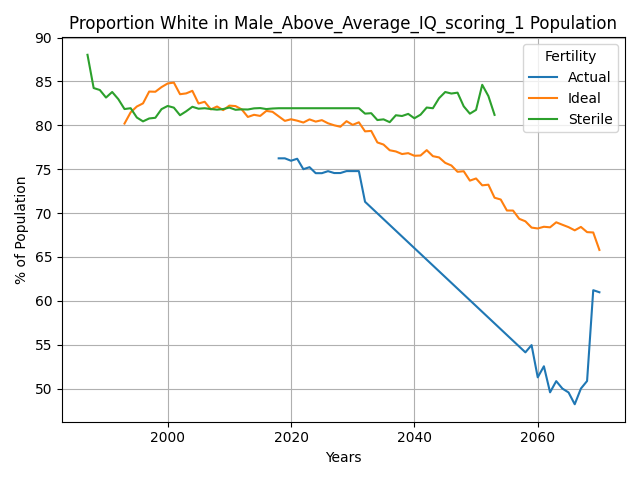 Proportion White in Male_Above_Average_IQ_scoring_1 Population
90
85
80
75
70
65
60
55
50
% of Population
Fertility
Actual
Ideal
Sterile
2000 2020 2040 2060
Years